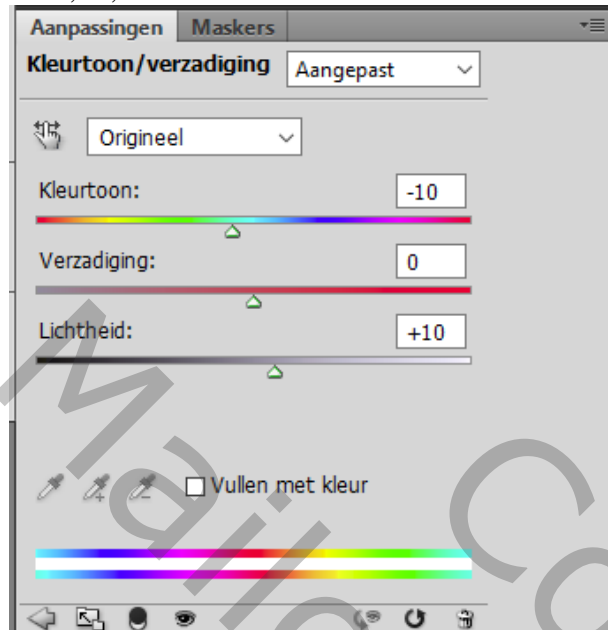 Aanpassingen Maskers
Kleurtoon/verzadiging Aangepast
Origineel
Kleurtoon: -10
Verzadiging: 0
Lichtheid: +10
Vullen met kleur